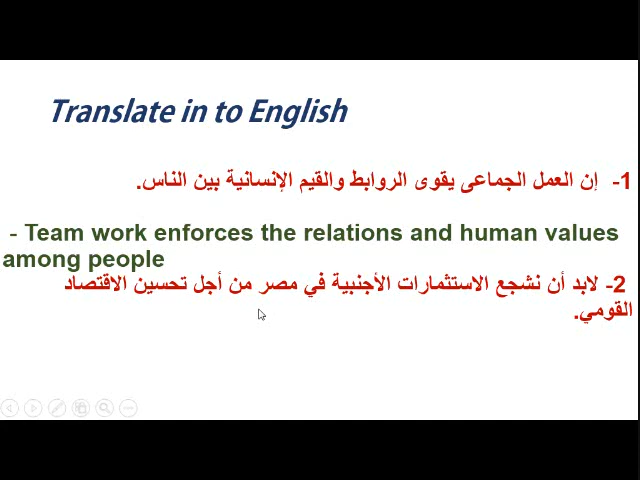 Translate in to English
1- إن العمل الجماعى يقوى الروابط والقيم الإنسانية بين الناس.
- Team work enforces the relations and human values
among people
2- لابد أن نشجع الاستثمارات الأجنبية في مصر من أجل تحسين الاقتصاد
القومي.